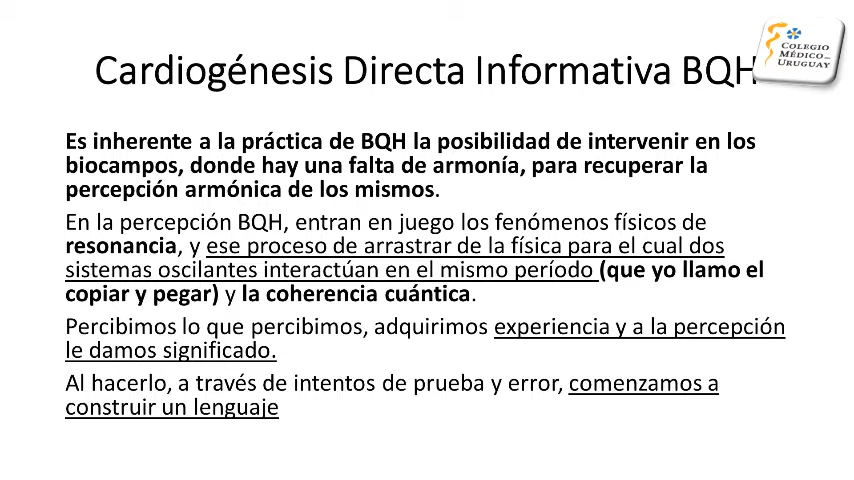 Cardiogénesis Directa Informativa BQH
COLEGIO
MÉDICO
URUGUAY
Es inherente a la práctica de BQH la posibilidad de intervenir en los
biocampos, donde hay una falta de armonía, para recuperar la
percepción armónica de los mismos.
En la percepción BQH, entran en juego los fenómenos físicos de
resonancia, y ese proceso de arrastrar de la física para el cual dos
sistemas oscilantes interactúan en el mismo período (que yo llamo el
copiar y pegar) y la coherencia cuántica.
Percibimos lo que percibimos, adquirimos experiencia y a la percepción
le damos significado.
Al hacerlo, a través de intentos de prueba y error, comenzamos a
construir un lenguaje